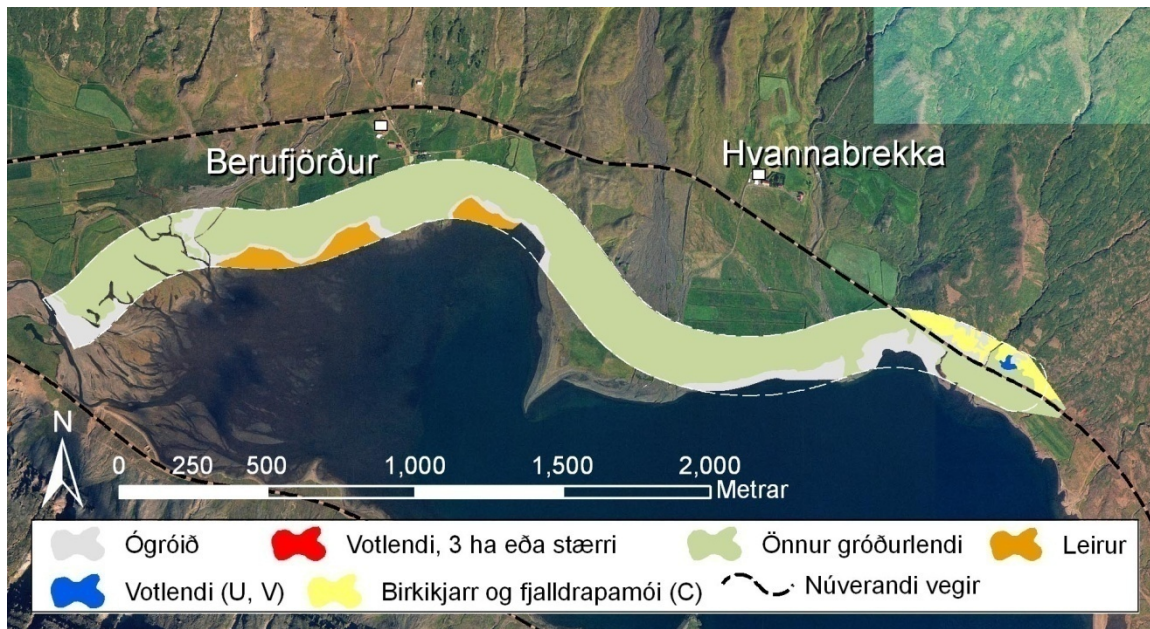 Berufjörður
Hvannabrekka
N
0 250 500 1,000 1,500 2,000
Metrar
Ógróið Votlendi, 3 ha eða stærri Önnur gróðurlendi Leirur
Votlendi (U, V) Birkikjarr og fjalldrapamói (C) Núverandi vegir